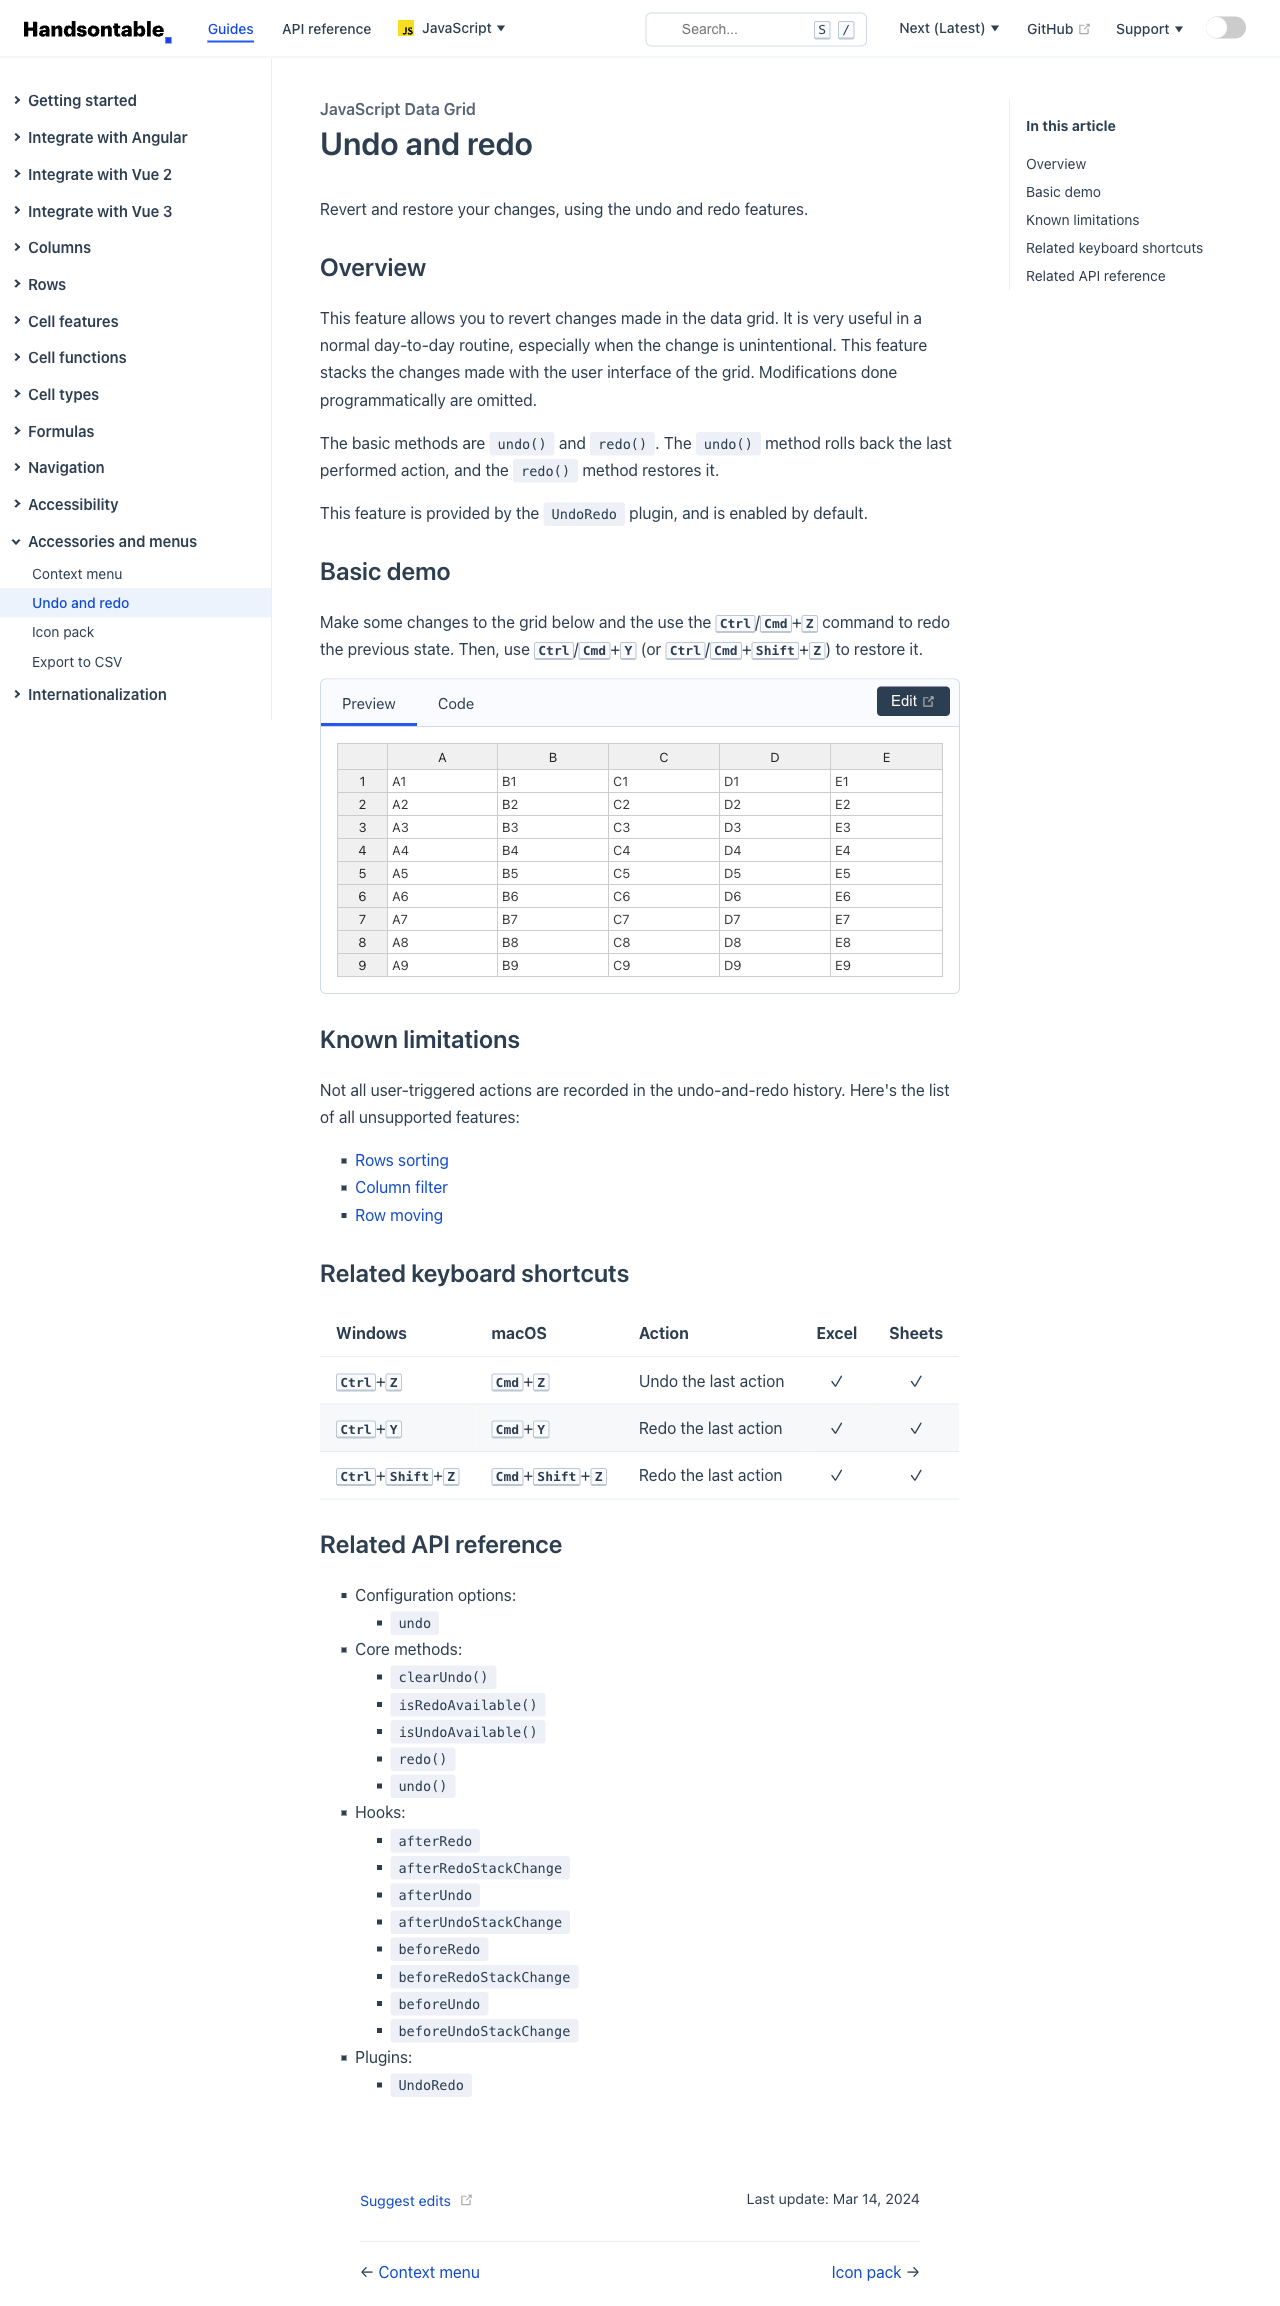 Handsontable
Guides
API reference
JavaScript
Search...
S
/
Next (Latest)
GitHub
Support
Getting started
Integrate with Angular
Integrate with Vue 2
Integrate with Vue 3
Columns
Rows
Cell features
Cell functions
Cell types
Formulas
Navigation
Accessibility
Accessories and menus
Context menu
Undo and redo
Icon pack
Export to CSV
Internationalization
JavaScript Data Grid
Undo and redo
Revert and restore your changes, using the undo and redo features.
Overview
This feature allows you to revert changes made in the data grid. It is very useful in a
normal day-to-day routine, especially when the change is unintentional. This feature
stacks the changes made with the user interface of the grid. Modifications done
programmatically are omitted.
The basic methods are undo() and redo(). The undo() method rolls back the last
performed action, and the redo() method restores it.
This feature is provided by the UndoRedo plugin, and is enabled by default.
Basic demo
Make some changes to the grid below and the use the Ctrl/Cmd+Z command to redo
the previous state. Then, use Ctrl/Cmd+Y (or Ctrl/Cmd+Shift+Z) to restore it.
Preview Code Edit
A B C D E
1 A1 B1 C1 D1 E1
2 A2 B2 C2 D2 E2
3 A3 B3 C3 D3 E3
4 A4 B4 C4 D4 E4
5 A5 B5 C5 D5 E5
6 A6 B6 C6 D6 E6
7 A7 B7 C7 D7 E7
8 A8 B8 C8 D8 E8
9 A9 B9 C9 D9 E9
Known limitations
Not all user-triggered actions are recorded in the undo-and-redo history. Here's the list
of all unsupported features:
Rows sorting
Column filter
Row moving
Related keyboard shortcuts
Windows macOS Action Excel Sheets
Ctrl+Z Cmd+Z Undo the last action ✓ ✓
Ctrl+Y Cmd+Y Redo the last action ✓ ✓
Ctrl+Shift+Z Cmd+Shift+Z Redo the last action ✓ ✓
Related API reference
Configuration options:
undo
Core methods:
clearUndo()
isRedoAvailable()
isUndoAvailable()
redo()
undo()
Hooks:
afterRedo
afterRedoStackChange
afterUndo
afterUndoStackChange
beforeRedo
beforeRedoStackChange
beforeUndo
beforeUndoStackChange
Plugins:
UndoRedo
Suggest edits
Last update: Mar 14, 2024
← Context menu
Icon pack →
In this article
Overview
Basic demo
Known limitations
Related keyboard shortcuts
Related API reference